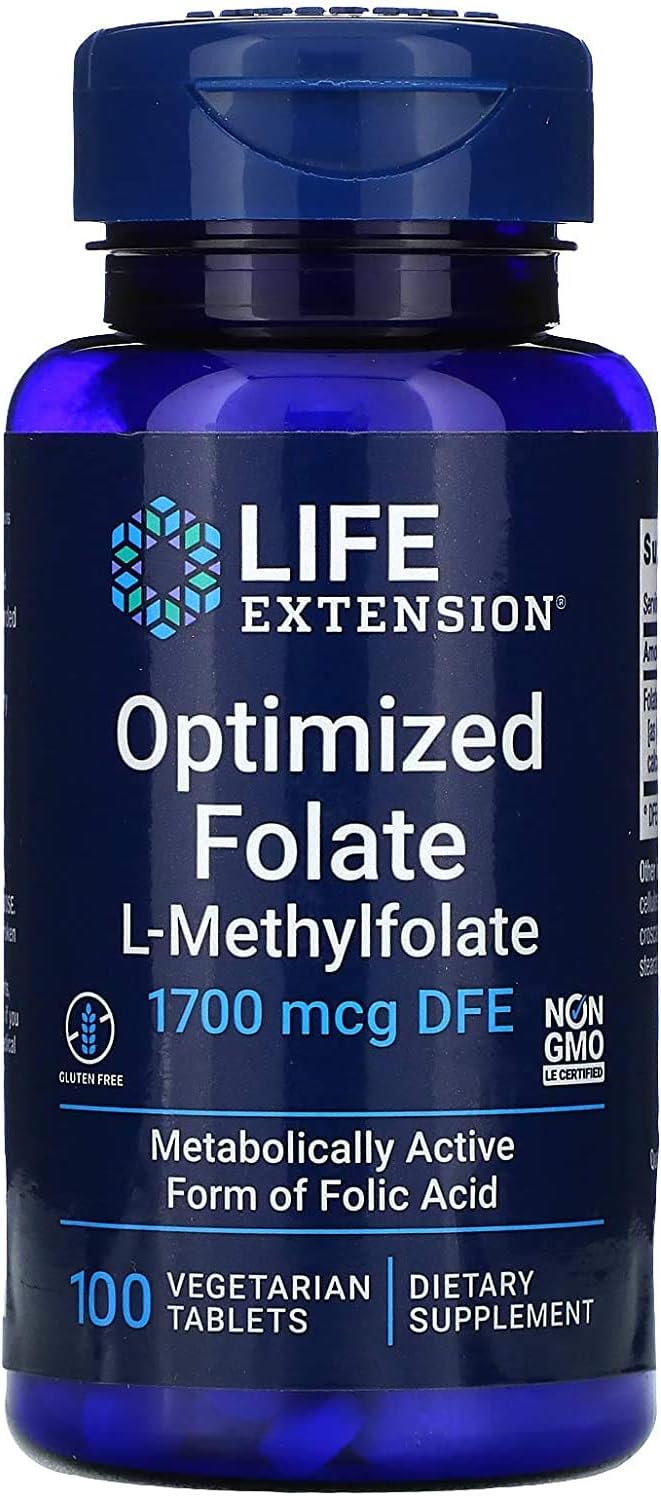 LIFE
EXTENSION®
Optimized
Folate
L-Methylfolate
1700 mcg DFE
GLUTEN FREE
NON
GMO
LE CERTIFIED
Metabolically Active
Form of Folic Acid
100 VEGETARIAN
TABLETS
DIETARY
SUPPLEMENT